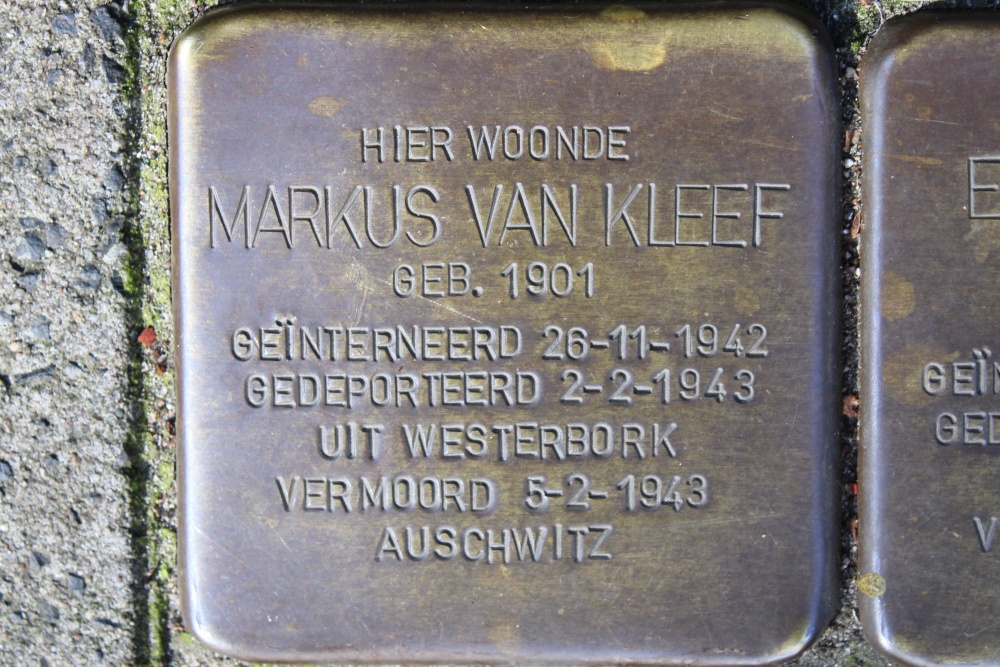 HIER WOONDE
MARKUS VAN KLEEF
GEB. 1901
GEÏNTERNEERD 26-11-1942
GEDEPORTEERD 2-2-1943
UIT WESTERBORK
VERMOORD 5-2-1943
AUSCHWITZ